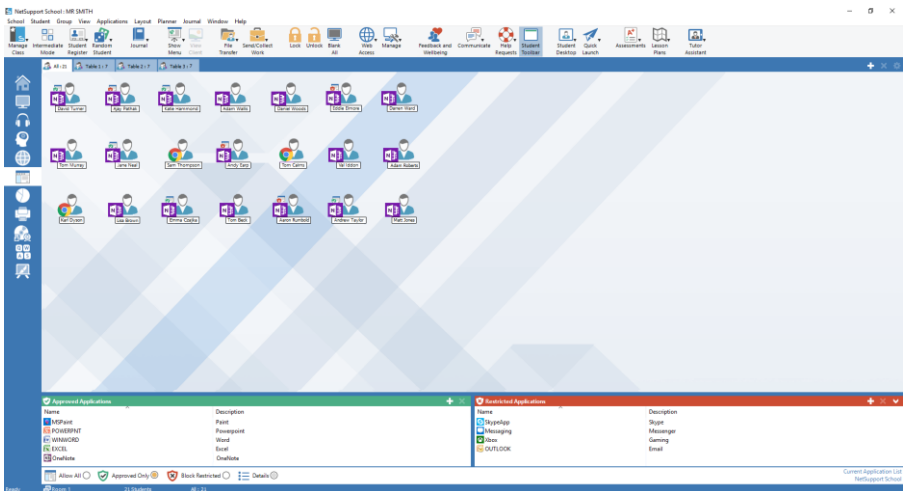 NetSupport School : MR SMITH
School Student Group View Applications Layout Planner Journal Window Help
Manage Class Intermediate Mode Student Register Random Student Journal Show Menu View Client File Transfer Send/Collect Work Lock Unlock Blank All Web Access Manage Feedback and Wellbeing Communicate Help Requests Student Toolbar Student Desktop Quick Launch Assessments Lesson Plans Tutor Assistant
All - 21 Table 1 - 7 Table 2 - 7 Table 3 - 7
David Turner Ajay Pathak Kate Hammond Adam Wells Daniel Woods Eddie Elmore Darren Ward
Tom Murray Jane Neal Sam Thompson Andy Earp Tom Cairns Val Iddon Adam Roberts
Karl Dyson Lisa Brown Emma Czajka Tom Beck Aaron Rumbold Andrew Taylor Matt Jones
Approved Applications
Name Description
MSPaint Paint
POWERPNT Powerpoint
WINWORD Word
EXCEL Excel
OneNote OneNote
Restricted Applications
Name Description
SkypeApp Skype
Messaging Messenger
Xbox Gaming
OUTLOOK Email
Allow All Approved Only Block Restricted Details
Current Application List
NetSupport School
Ready Room 1 21 Students All - 21